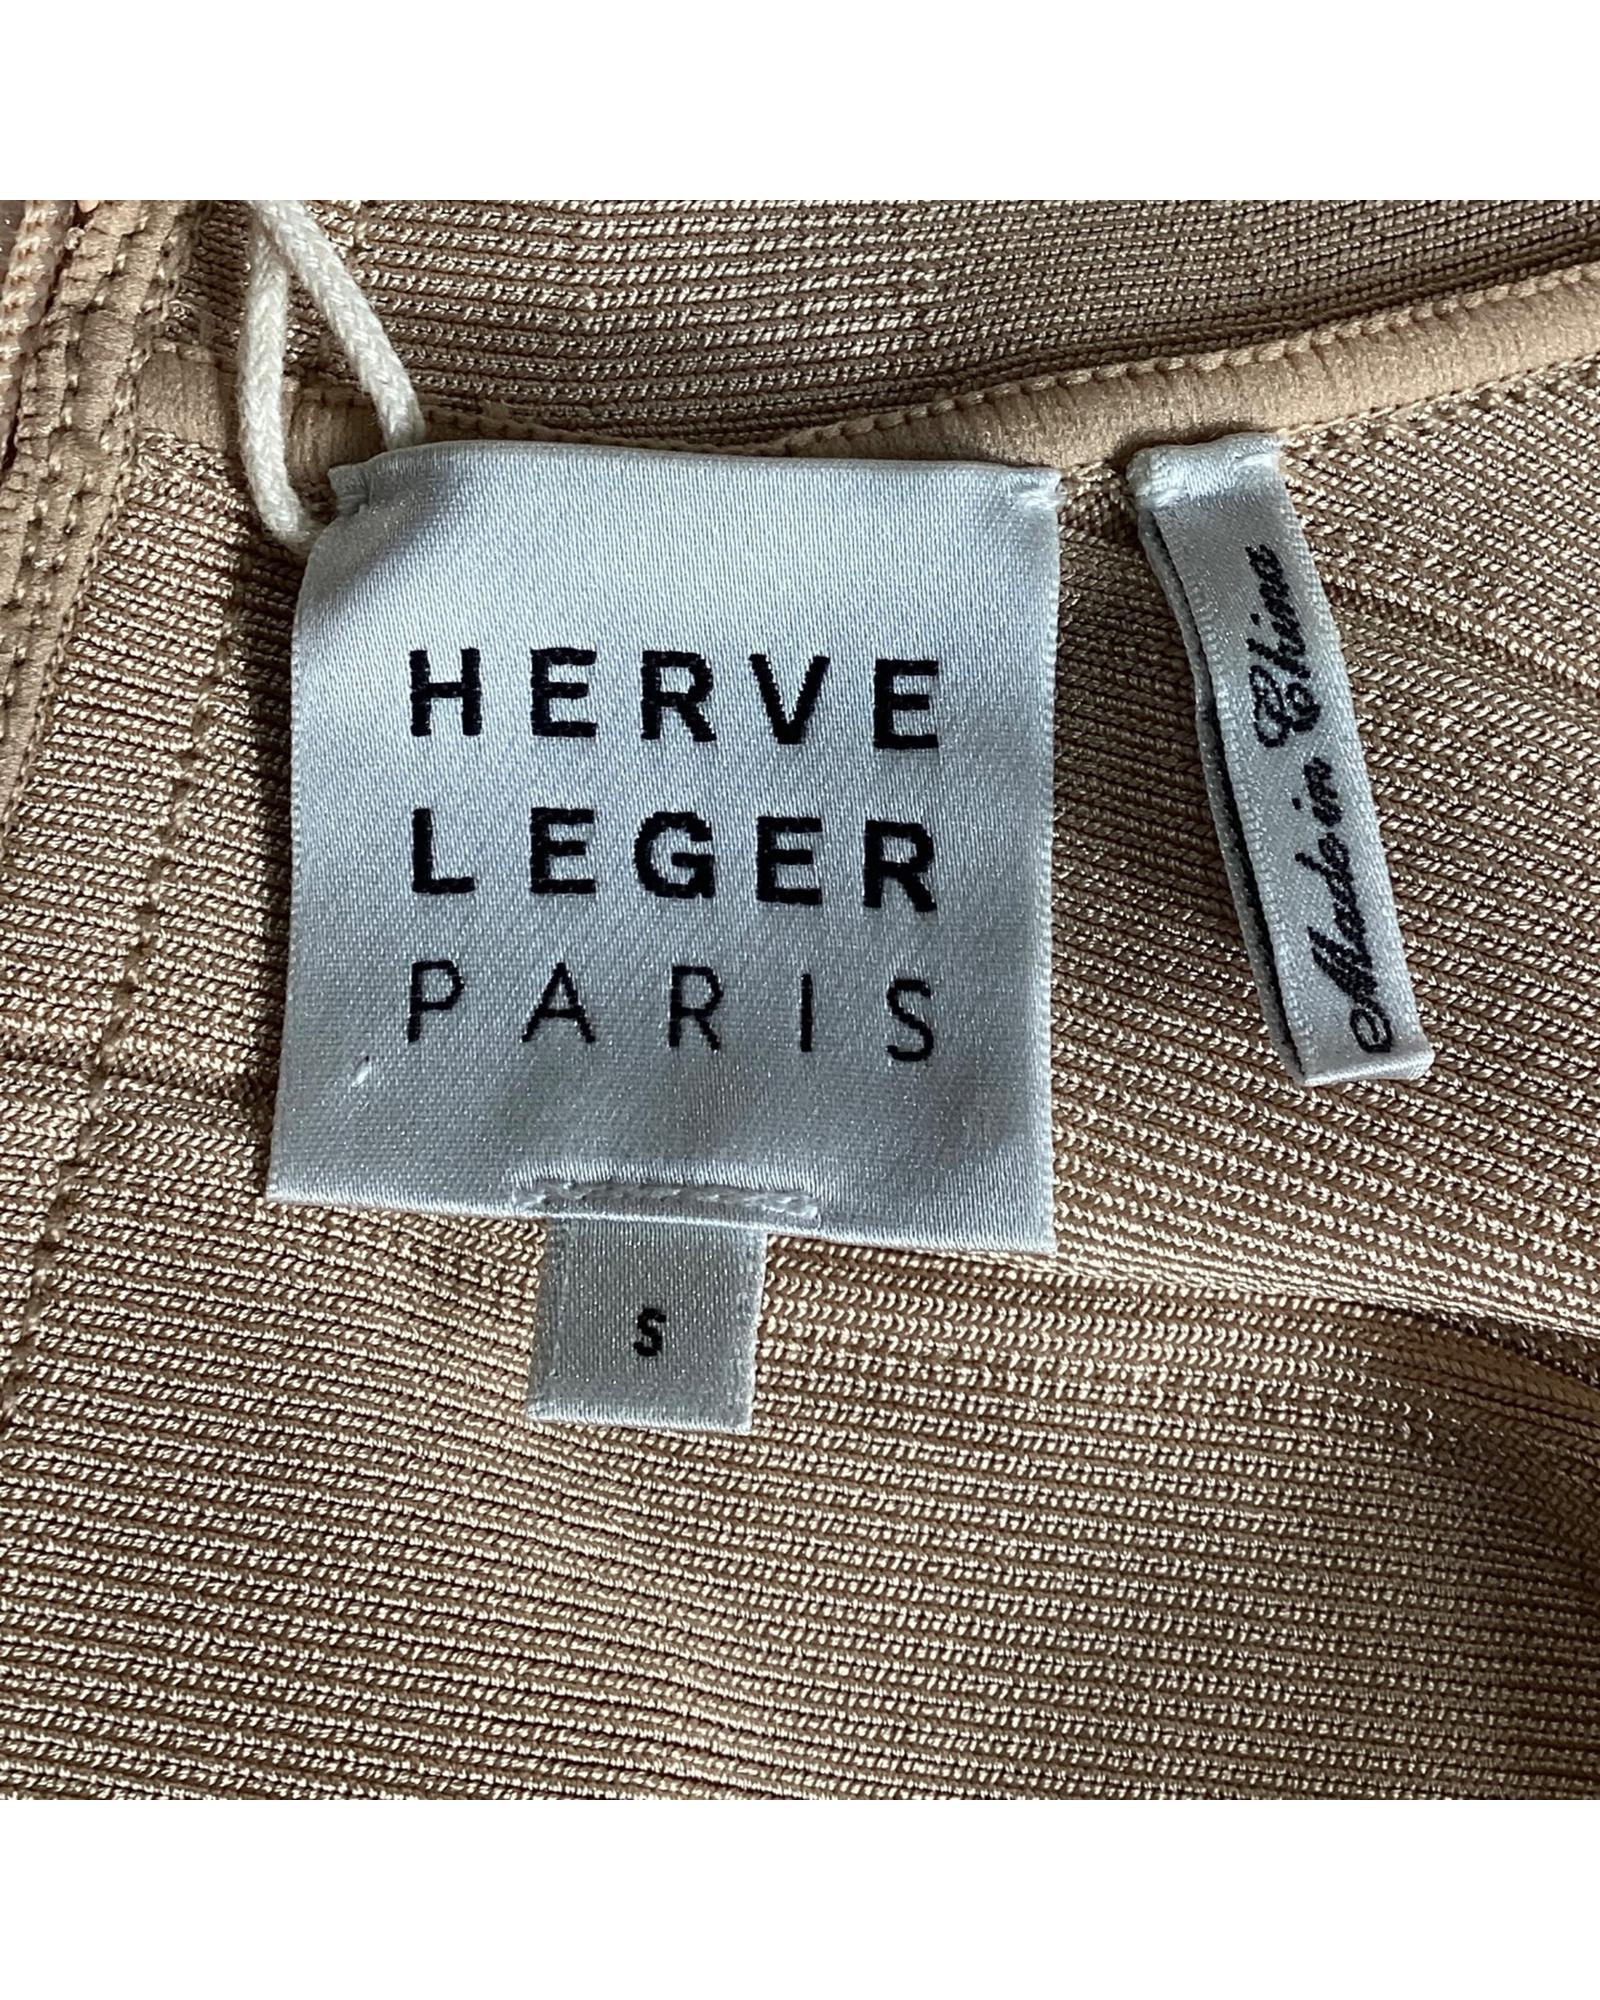 HERVE
LEGER
PARIS
S
Made in China